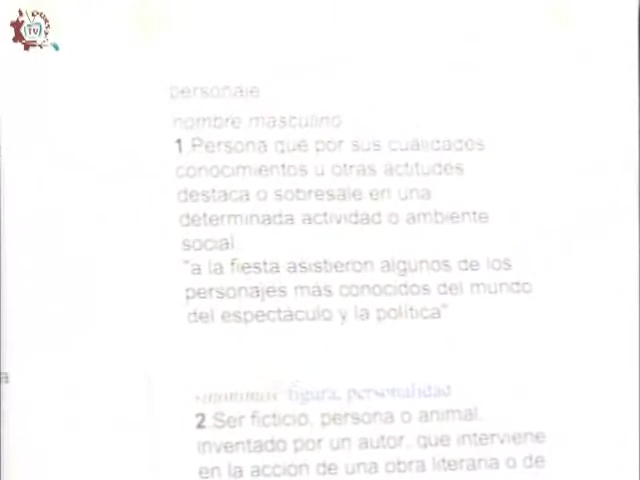 TV
personaje
nombre masculino
1.Persona que por sus cualidades
conocimientos u otras actitudes
destaca o sobresale en una
determinada actividad o ambiente
social.
"a la fiesta asistieron algunos de los
personajes más conocidos del mundo
del espectáculo y la política"
a
sinónimos: figura, personalidad
2.Ser ficticio, persona o animal,
inventado por un autor, que interviene
en la acción de una obra literaria o de